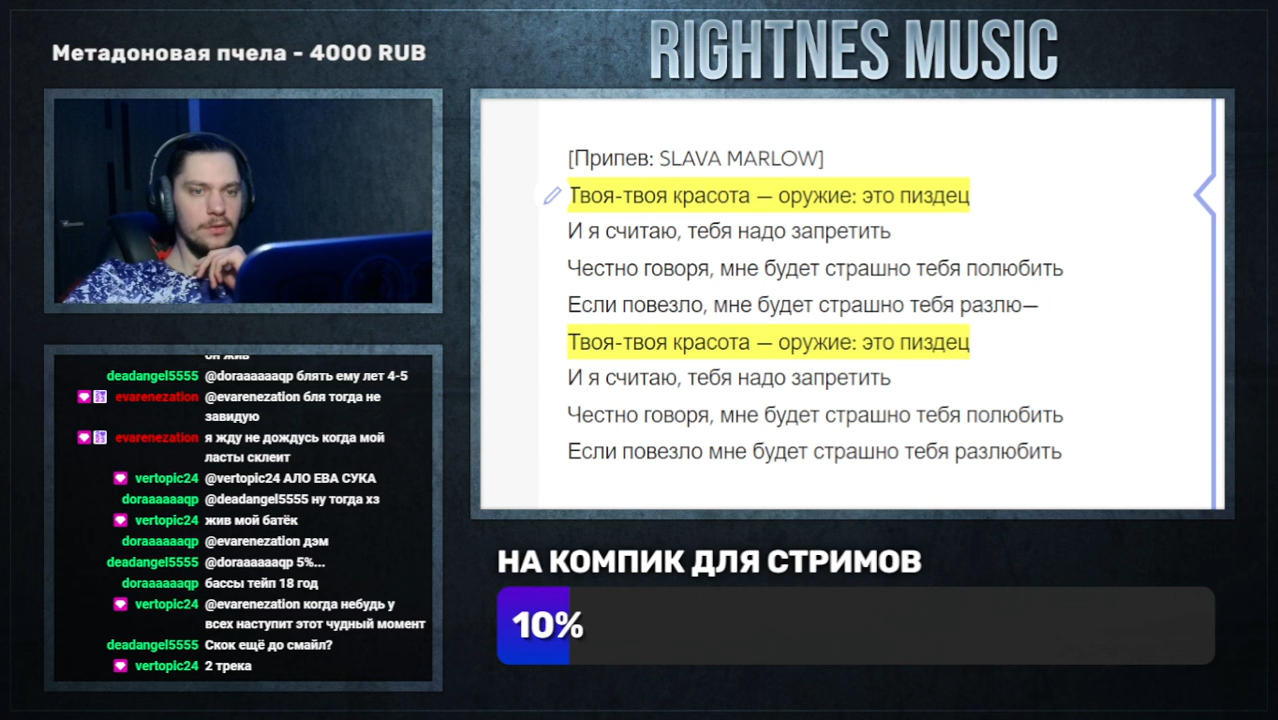 Метадоновая пчела - 4000 RUB
RIGHTNES MUSIC
[Припев: SLAVA MARLOW]
Твоя-твоя красота — оружие: это пиздец
И я считаю, тебя надо запретить
Честно говоря, мне будет страшно тебя полюбить
Если повезло, мне будет страшно тебя разлю—
Твоя-твоя красота — оружие: это пиздец
И я считаю, тебя надо запретить
Честно говоря, мне будет страшно тебя полюбить
Если повезло мне будет страшно тебя разлюбить
он жив
deadangel5555 @doraaaaaaqp блять ему лет 4-5
evarenezation @evarenezation бля тогда не
завидую
evarenezation я жду не дождусь когда мой
ласты склеит
vertopic24 @vertopic24 АЛО ЕВА СУКА
doraaaaaaqp @deadangel5555 ну тогда хз
vertopic24 жив мой батёк
doraaaaaaqp @evarenezation дэм
deadangel5555 @doraaaaaaqp 5%...
doraaaaaaqp бассы тейп 18 год
vertopic24 @evarenezation когда небудь у
всех наступит этот чудный момент
deadangel5555 Скок ещё до смайл?
vertopic24 2 трека
НА КОМПИК ДЛЯ СТРИМОВ
10%